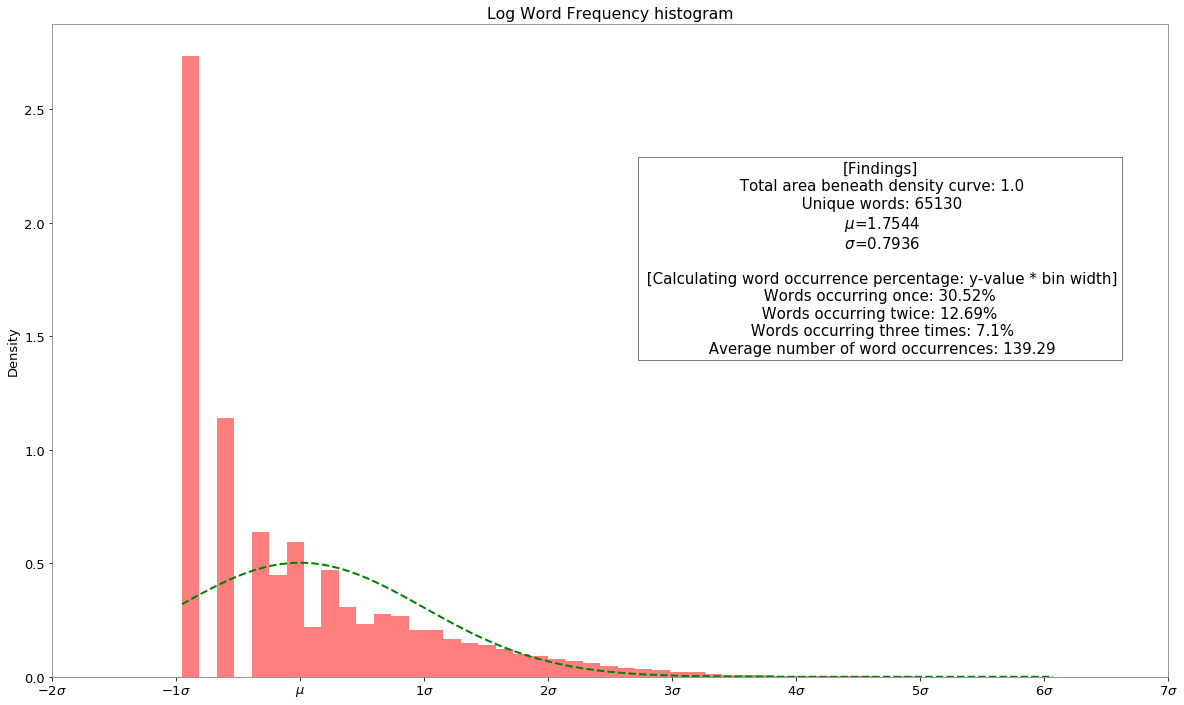 Log Word Frequency histogram
2.5
2.0
1.5
1.0
0.5
0.0
Density
[Findings]
Total area beneath density curve: 1.0
Unique words: 65130
μ=1.7544
σ=0.7936
[Calculating word occurrence percentage: y-value * bin width]
Words occurring once: 30.52%
Words occurring twice: 12.69%
Words occurring three times: 7.1%
Average number of word occurrences: 139.29
−2σ −1σ μ 1σ 2σ 3σ 4σ 5σ 6σ 7σ